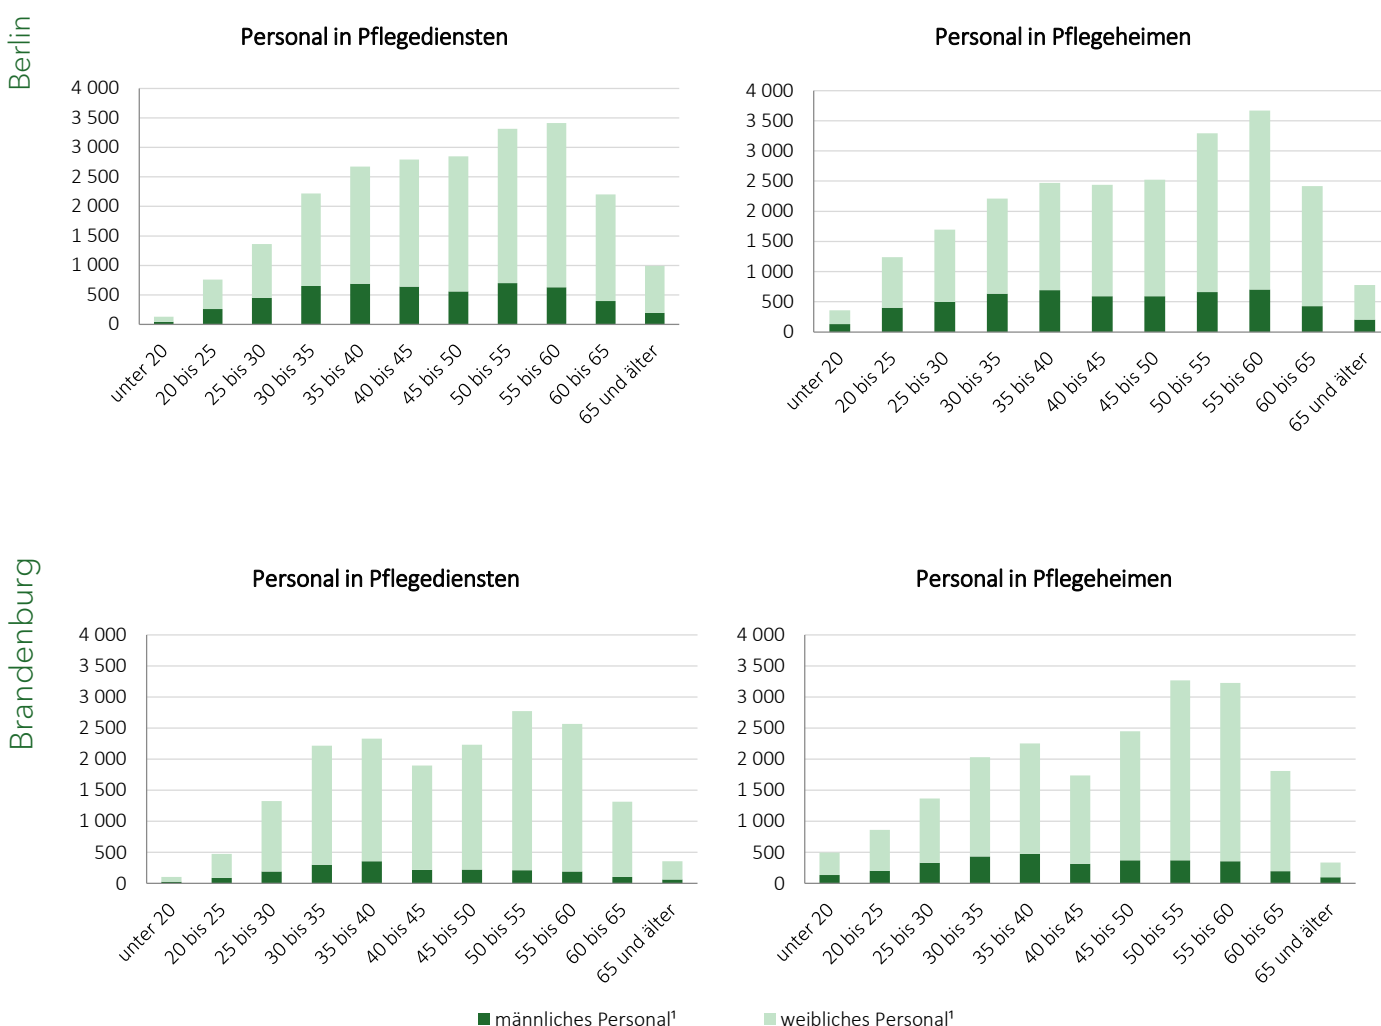 Berlin
Personal in Pflegediensten
4 000
3 500
3 000
2 500
2 000
1 500
1 000
500
0
unter 20
20 bis 25
25 bis 30
30 bis 35
35 bis 40
40 bis 45
45 bis 50
50 bis 55
55 bis 60
60 bis 65
65 und älter
Personal in Pflegeheimen
4 000
3 500
3 000
2 500
2 000
1 500
1 000
500
0
unter 20
20 bis 25
25 bis 30
30 bis 35
35 bis 40
40 bis 45
45 bis 50
50 bis 55
55 bis 60
60 bis 65
65 und älter
Brandenburg
Personal in Pflegediensten
4 000
3 500
3 000
2 500
2 000
1 500
1 000
500
0
unter 20
20 bis 25
25 bis 30
30 bis 35
35 bis 40
40 bis 45
45 bis 50
50 bis 55
55 bis 60
60 bis 65
65 und älter
Personal in Pflegeheimen
4 000
3 500
3 000
2 500
2 000
1 500
1 000
500
0
unter 20
20 bis 25
25 bis 30
30 bis 35
35 bis 40
40 bis 45
45 bis 50
50 bis 55
55 bis 60
60 bis 65
65 und älter
männliches Personal¹
weibliches Personal¹